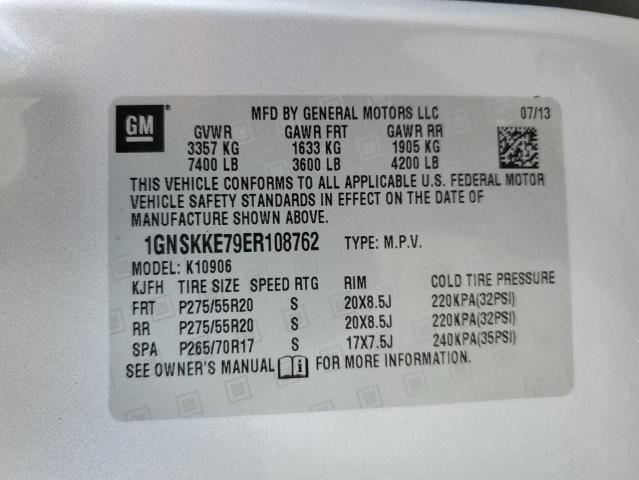 GM
MFD BY GENERAL MOTORS LLC 07/13
GVWR GAWR FRT GAWR RR
3357 KG 1633 KG 1905 KG
7400 LB 3600 LB 4200 LB
THIS VEHICLE CONFORMS TO ALL APPLICABLE U.S. FEDERAL MOTOR
VEHICLE SAFETY STANDARDS IN EFFECT ON THE DATE OF
MANUFACTURE SHOWN ABOVE.
1GNSKKE79ER108762 TYPE: M.P.V.
MODEL: K10906
KJFH TIRE SIZE SPEED RTG RIM COLD TIRE PRESSURE
FRT P275/55R20 S 20X8.5J 220KPA(32PSI)
RR P275/55R20 S 20X8.5J 220KPA(32PSI)
SPA P265/70R17 S 17X7.5J 240KPA(35PSI)
SEE OWNER'S MANUAL FOR MORE INFORMATION.